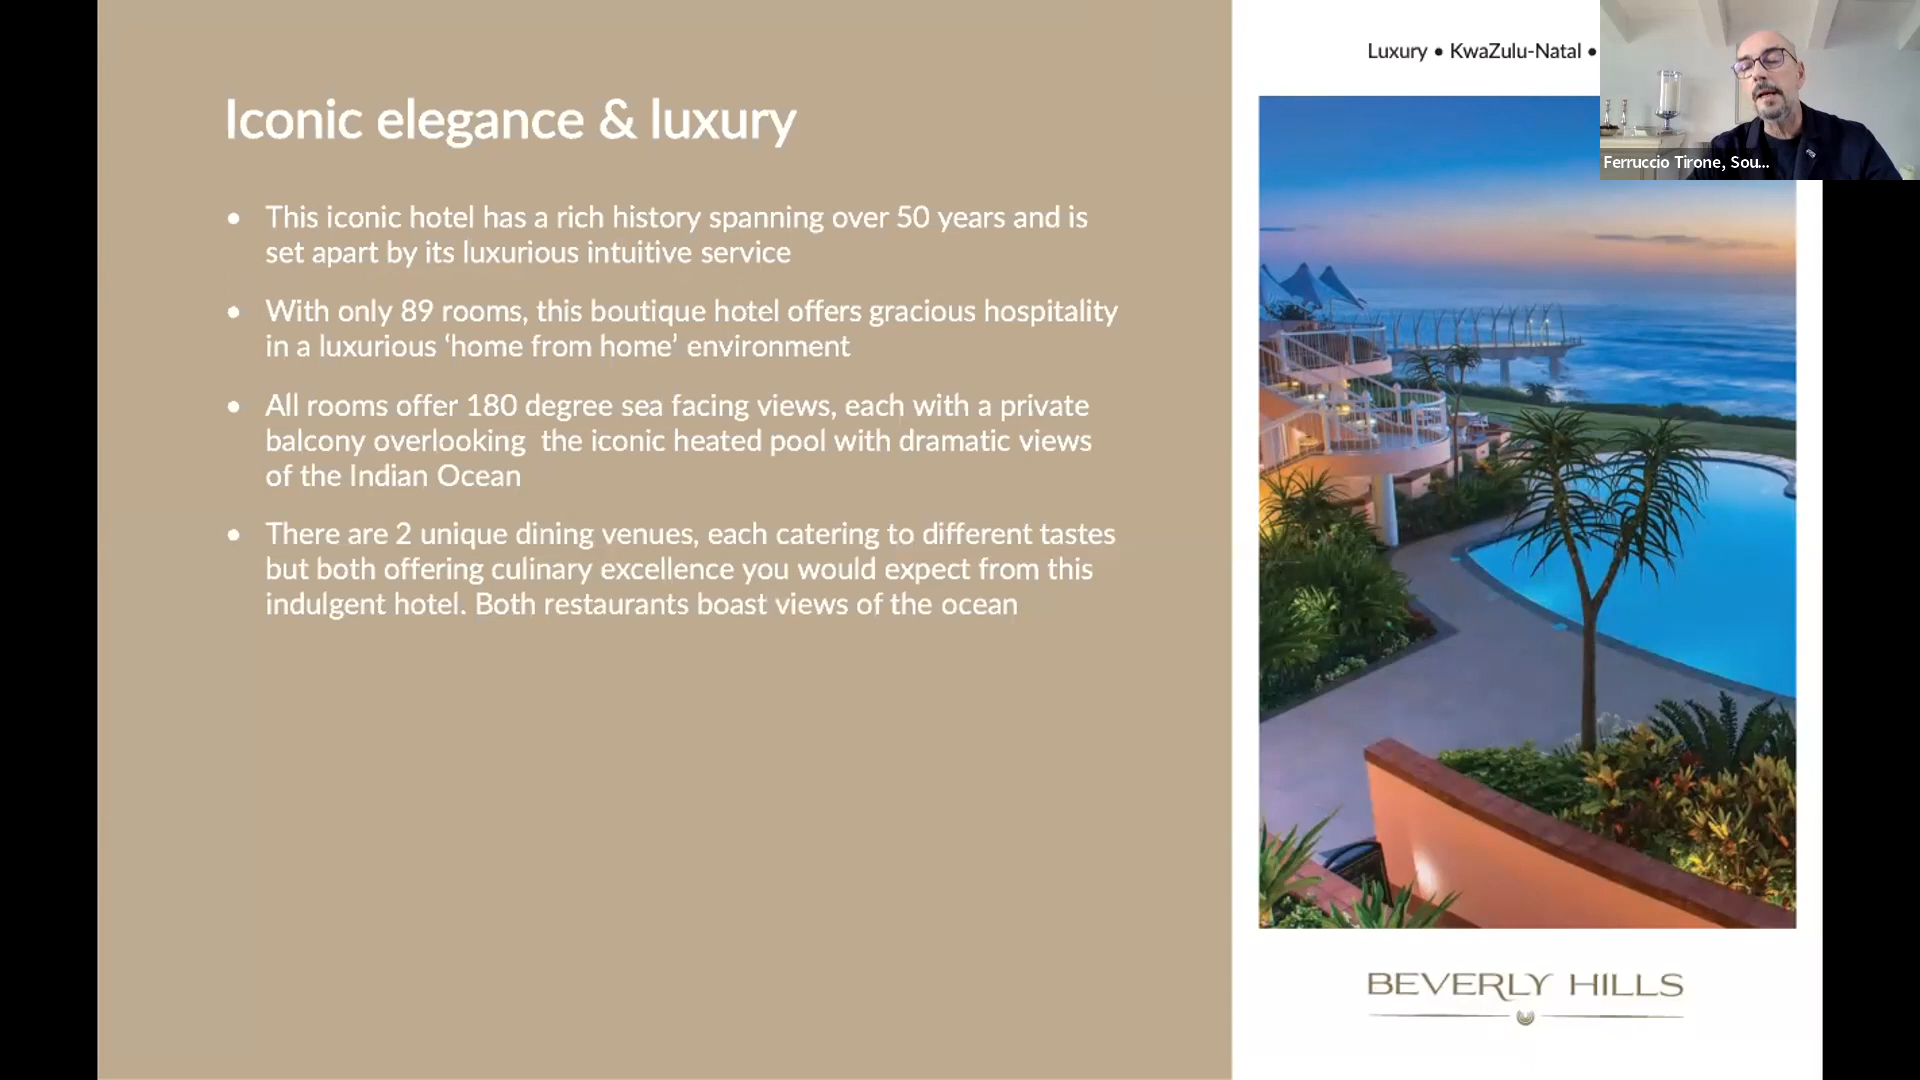 Luxury • KwaZulu-Natal •
Ferruccio Tirone, Sou...
Iconic elegance & luxury
• This iconic hotel has a rich history spanning over 50 years and is
set apart by its luxurious intuitive service
• With only 89 rooms, this boutique hotel offers gracious hospitality
in a luxurious ‘home from home’ environment
• All rooms offer 180 degree sea facing views, each with a private
balcony overlooking  the iconic heated pool with dramatic views
of the Indian Ocean
• There are 2 unique dining venues, each catering to different tastes
but both offering culinary excellence you would expect from this
indulgent hotel. Both restaurants boast views of the ocean
BEVERLY HILLS